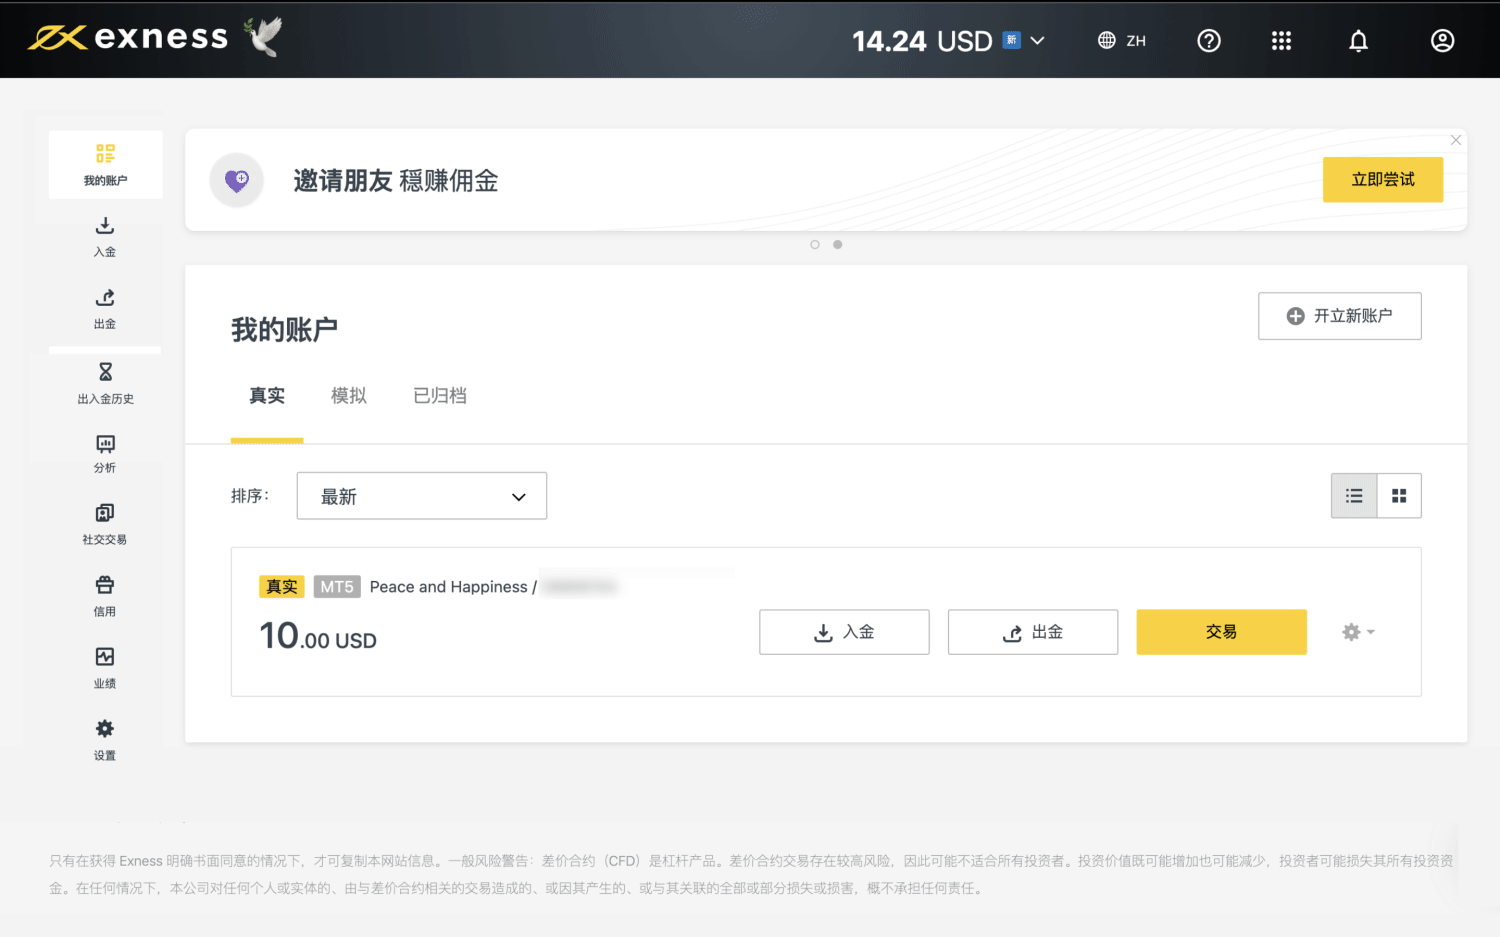 exness
14.24 USD 新
ZH
我的账户
入金
出金
出入金历史
分析
社交交易
信用
业绩
设置
邀请朋友 穩赚佣金
立即尝试
我的账户
开立新账户
真实
模拟
已归档
排序：
最新
真实 MT5 Peace and Happiness /
10.00 USD
入金
出金
交易
只有在获得 Exness 明确书面同意的情况下，才可复制本网站信息。一般风险警告：差价合约（CFD）是杠杆产品。差价合约交易存在较高风险，因此可能不适合所有投资者。投资价值既可能增加也可能减少，投资者可能损失其所有投资资
金。在任何情况下，本公司对任何个人或实体的、由与差价合约相关的交易造成的、或因其产生的、或与其关联的全部或部分损失或损害，概不承担任何责任。